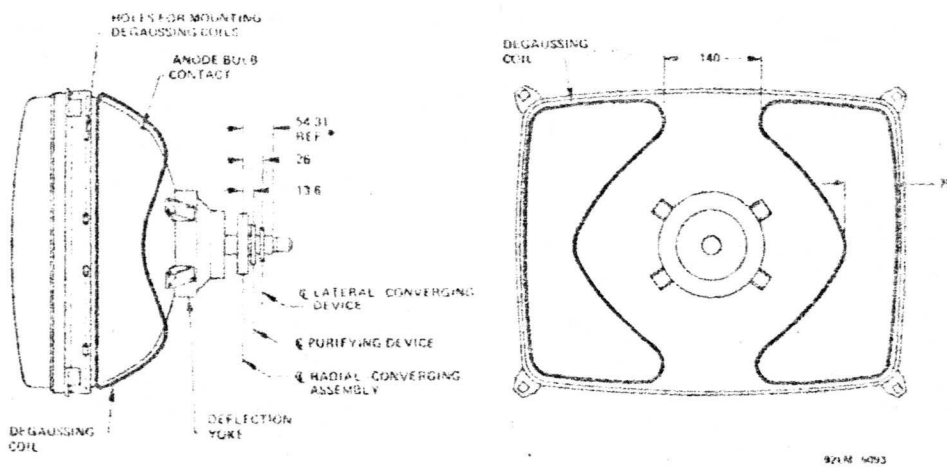 HOLES FOR MOUNTING
DEGAUSSING COILS
ANODE BULB
CONTACT
54.31
REF *
26
13.6
℄ LATERAL CONVERGING
DEVICE
℄ PURIFYING DEVICE
℄ RADIAL CONVERGING
ASSEMBLY
DEFLECTION
YOKE
DEGAUSSING
COIL
DEGAUSSING
COIL
140